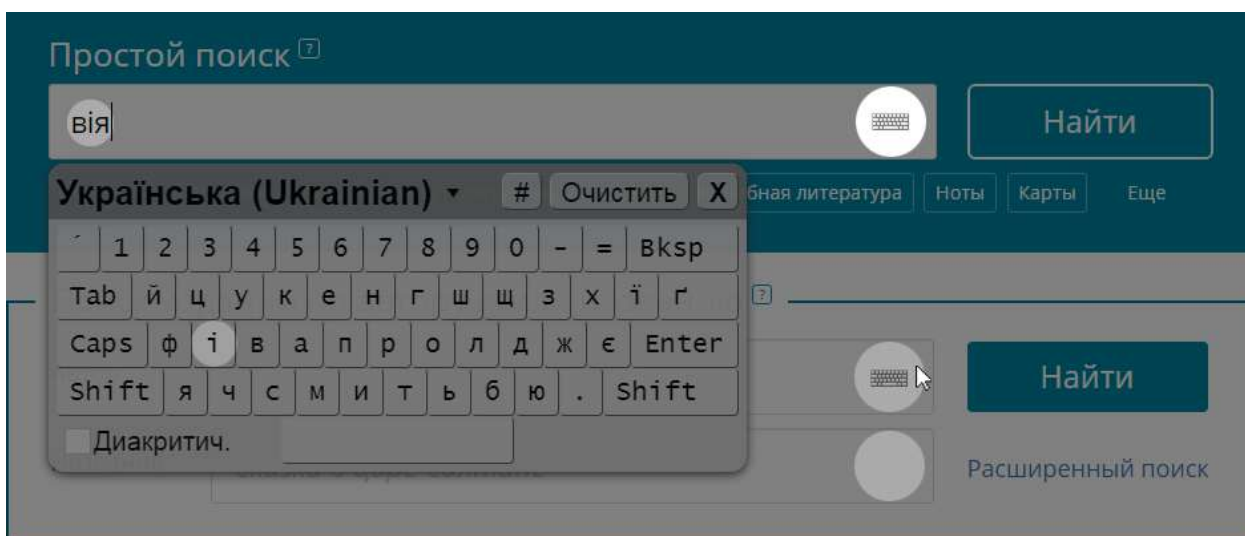 Простой поиск ?
вія
Найти
Українська (Ukrainian) # Очистить X
бная литература Ноты Карты Еще
´ 1 2 3 4 5 6 7 8 9 0 - = Bksp
Tab й ц у к е н г ш щ з х ї ґ
?
Caps ф і в а п р о л д ж є Enter
Найти
Shift я ч с м и т ь б ю . Shift
Диакритич.
Расширенный поиск